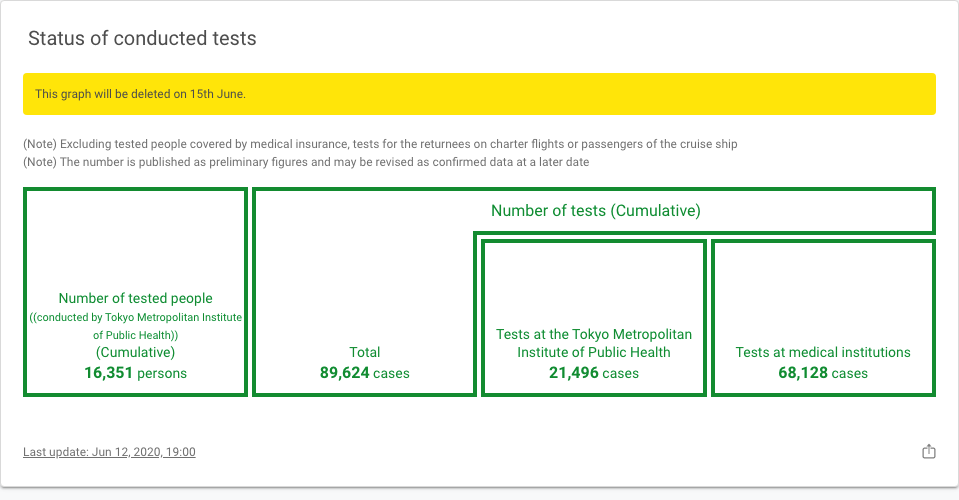 Status of conducted tests
This graph will be deleted on 15th June.
(Note) Excluding tested people covered by medical insurance, tests for the returnees on charter flights or passengers of the cruise ship
(Note) The number is published as preliminary figures and may be revised as confirmed data at a later date
Number of tested people
((conducted by Tokyo Metropolitan Institute
of Public Health))
(Cumulative)
16,351 persons
Number of tests (Cumulative)
Total
89,624 cases
Tests at the Tokyo Metropolitan
Institute of Public Health
21,496 cases
Tests at medical institutions
68,128 cases
Last update: Jun 12, 2020, 19:00